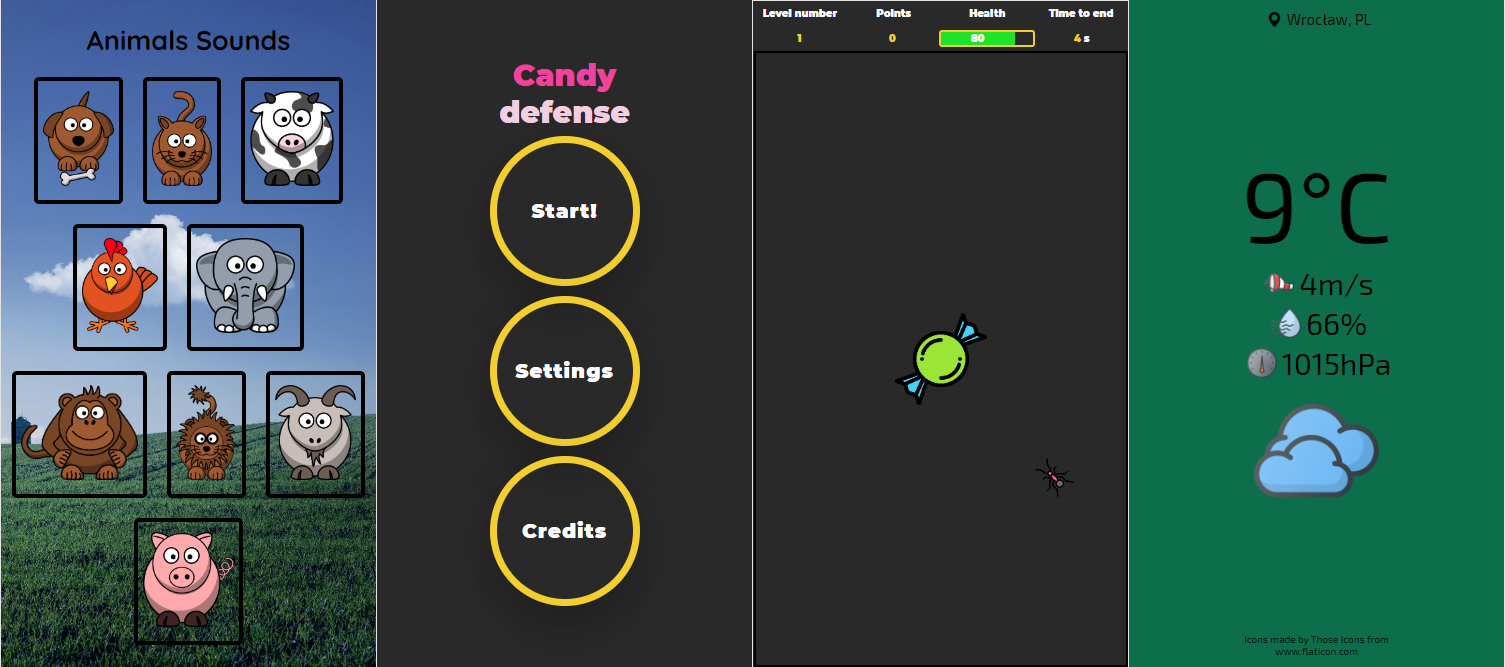 Animals Sounds
Candy
defense
Start!
Settings
Credits
Level number Points Health Time to end
1 0 80 4 s
Wrocław, PL
9°C
4m/s
66%
1015hPa
Icons made by Those Icons from
www.flaticon.com